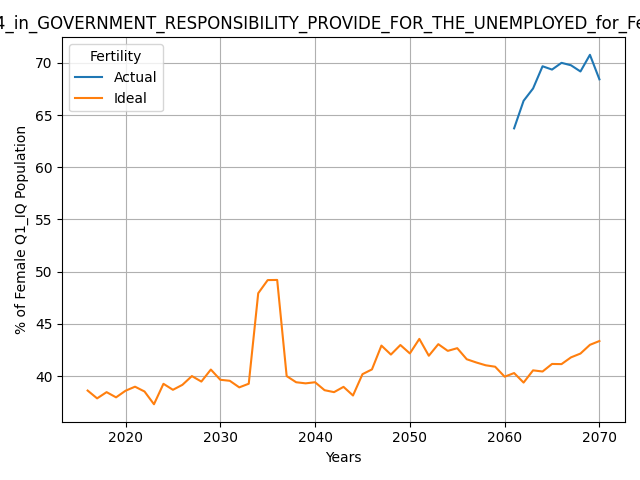 4_in_GOVERNMENT_RESPONSIBILITY_PROVIDE_FOR_THE_UNEMPLOYED_for_Fe
Fertility
Actual
Ideal
70
65
60
55
50
45
40
% of Female Q1_IQ Population
2020 2030 2040 2050 2060 2070
Years